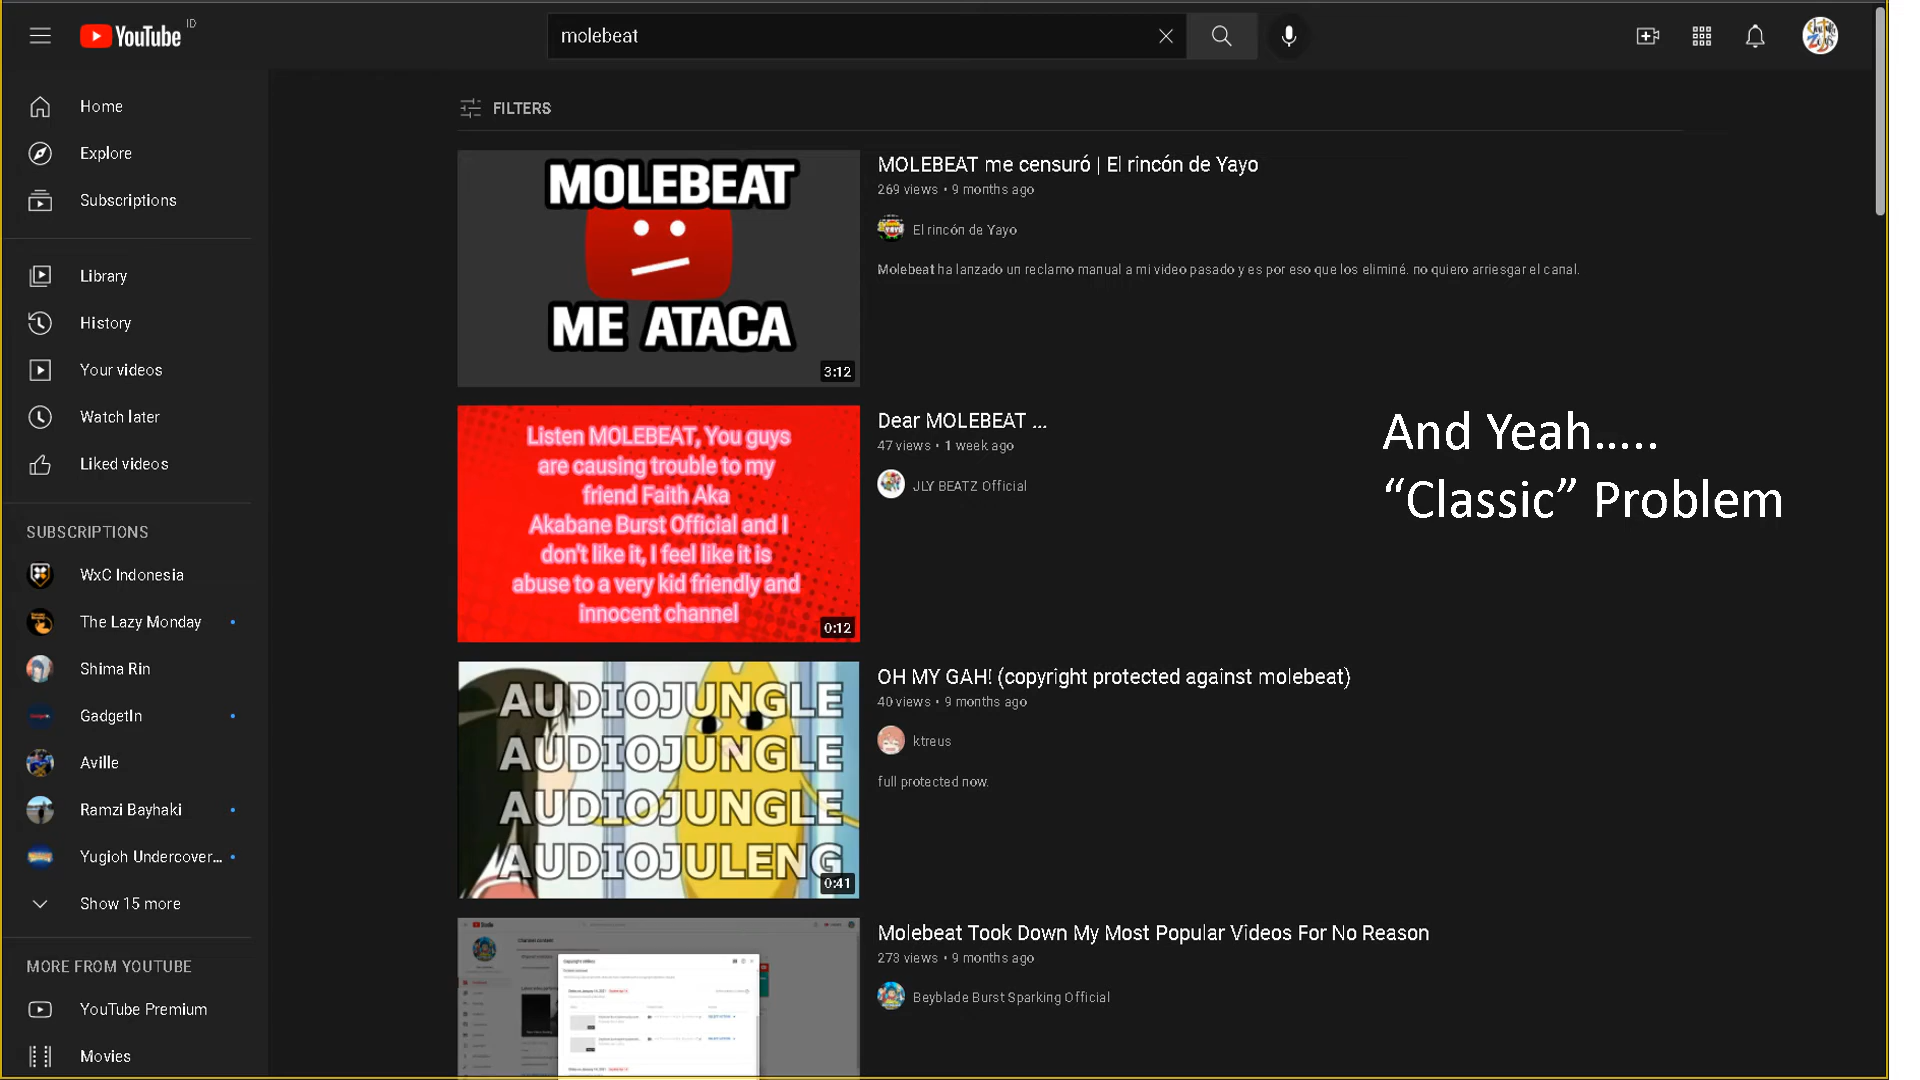 YouTube ID
molebeat
Home
Explore
Subscriptions
Library
History
Your videos
Watch later
Liked videos
SUBSCRIPTIONS
WxC Indonesia
The Lazy Monday
Shima Rin
GadgetIn
Aville
Ramzi Bayhaki
Yugioh Undercover...
Show 15 more
MORE FROM YOUTUBE
YouTube Premium
Movies
FILTERS
MOLEBEAT
ME ATACA
3:12
MOLEBEAT me censuró | El rincón de Yayo
269 views • 9 months ago
El rincón de Yayo
Molebeat ha lanzado un reclamo manual a mi video pasado y es por eso que los eliminé. no quiero arriesgar el canal.
Listen MOLEBEAT, You guys
are causing trouble to my
friend Faith Aka
Akabane Burst Official and I
don't like it, I feel like it is
abuse to a very kid friendly and
innocent channel
0:12
Dear MOLEBEAT ...
47 views • 1 week ago
JLY BEATZ Official
And Yeah.....
“Classic” Problem
AUDIOJUNGLE
AUDIOJUNGLE
AUDIOJUNGLE
AUDIOJULENG
0:41
OH MY GAH! (copyright protected against molebeat)
40 views • 9 months ago
ktreus
full protected now.
Molebeat Took Down My Most Popular Videos For No Reason
273 views • 9 months ago
Beyblade Burst Sparking Official